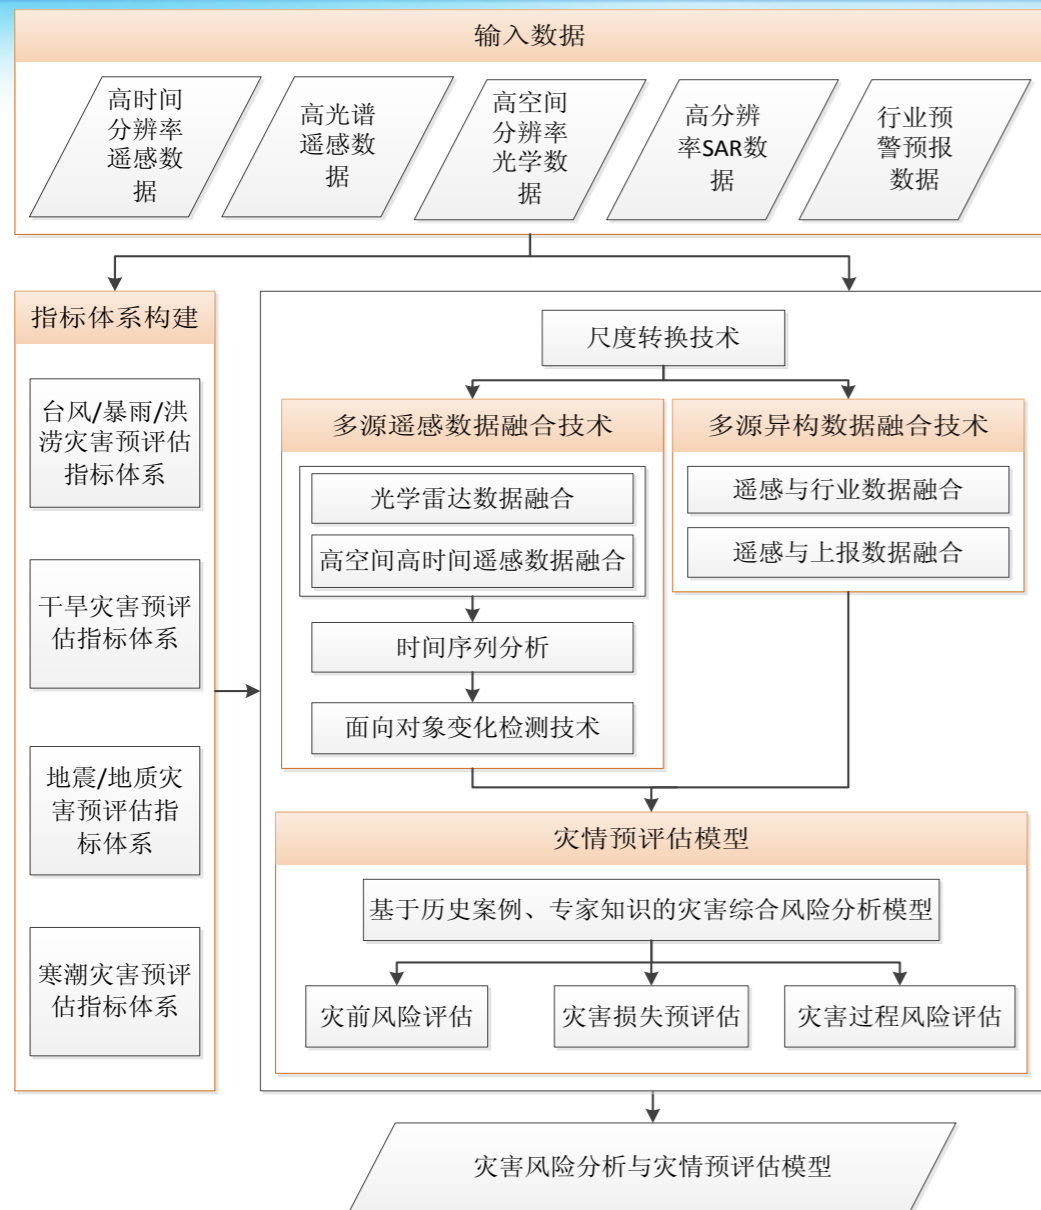 输入数据
高时间
分辨率
遥感数
据
高光谱
遥感数
据
高空间
分辨率
光学数
据
高分辨
率SAR数
据
行业预
警预报
数据
指标体系构建
台风/暴雨/洪
涝灾害预评估
指标体系
干旱灾害预评
估指标体系
地震/地质灾
害预评估指
标体系
寒潮灾害预评
估指标体系
尺度转换技术
多源遥感数据融合技术
光学雷达数据融合
高空间高时间遥感数据融合
时间序列分析
面向对象变化检测技术
多源异构数据融合技术
遥感与行业数据融合
遥感与上报数据融合
灾情预评估模型
基于历史案例、专家知识的灾害综合风险分析模型
灾前风险评估
灾害损失预评估
灾害过程风险评估
灾害风险分析与灾情预评估模型